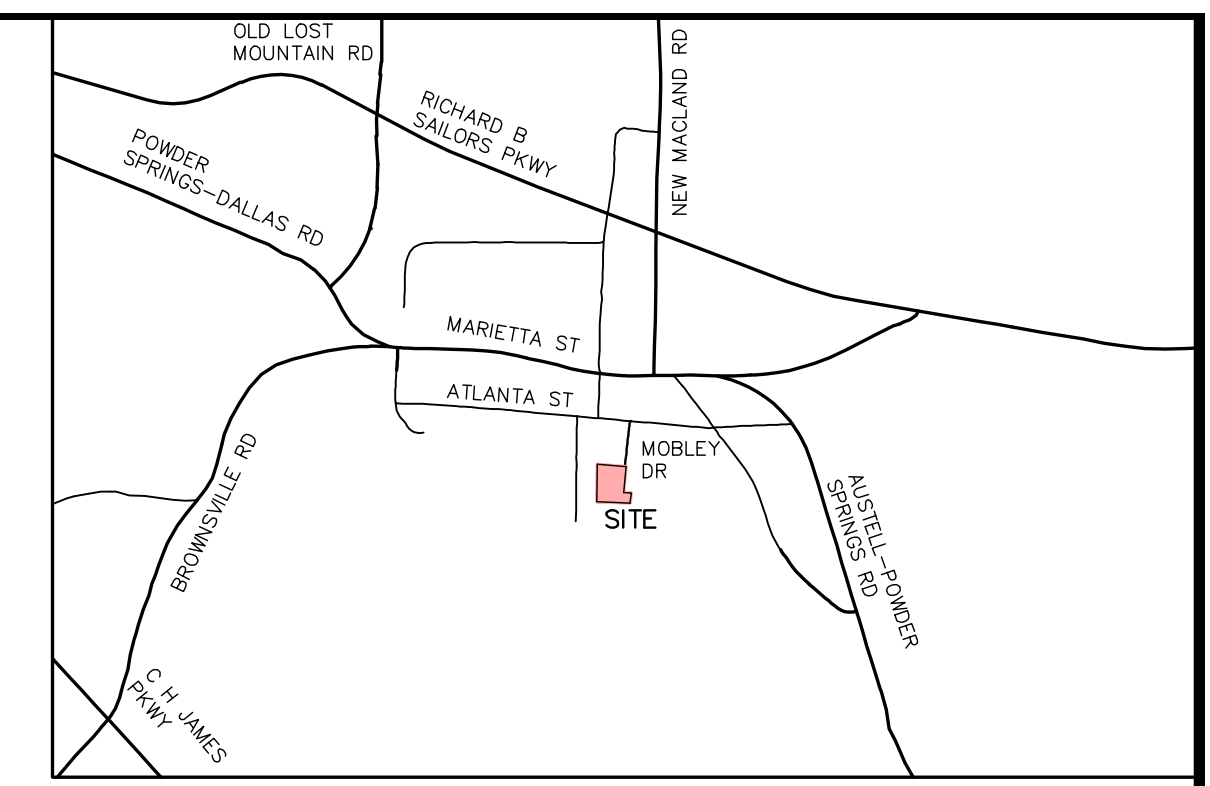 OLD LOST
MOUNTAIN RD
NEW MACLAND RD
RICHARD B
SAILORS PKWY
POWDER
SPRINGS-DALLAS RD
MARIETTA ST
ATLANTA ST
MOBLEY
DR
SITE
BROWNSVILLE RD
AUSTELL-POWDER
SPRINGS RD
C H JAMES
PKWY